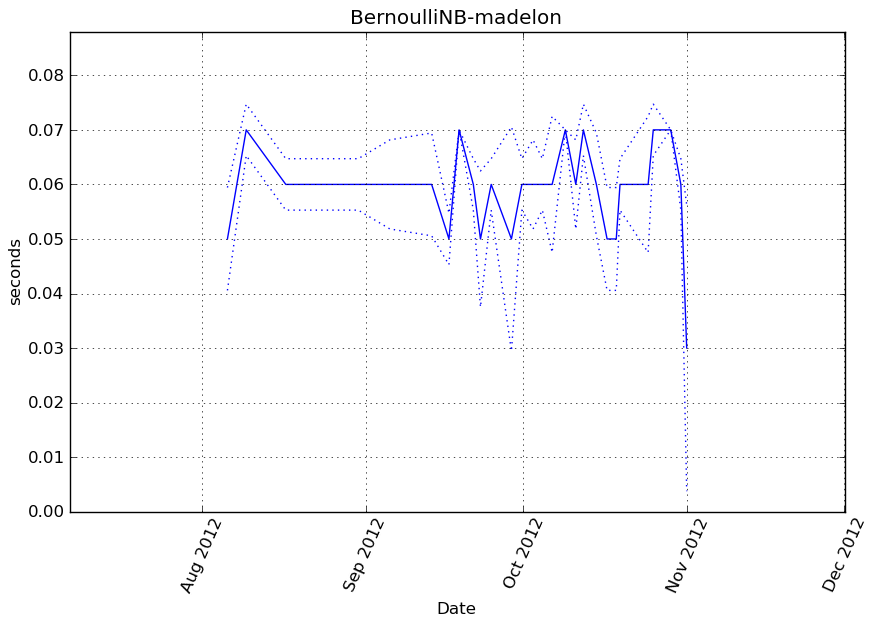 BernoulliNB-madelon
0.08
0.07
0.06
0.05
0.04
0.03
0.02
0.01
0.00
seconds
Aug 2012
Sep 2012
Oct 2012
Nov 2012
Dec 2012
Date